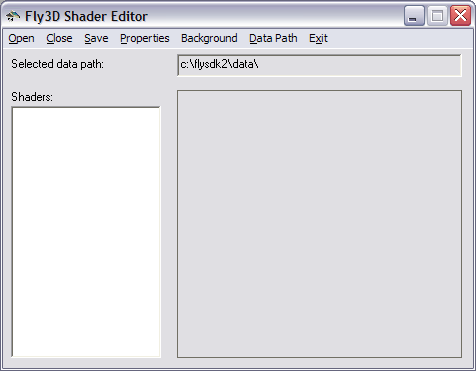 Fly3D Shader Editor
Open Close Save Properties Background Data Path Exit
Selected data path: c:\flysdk2\data\
Shaders: